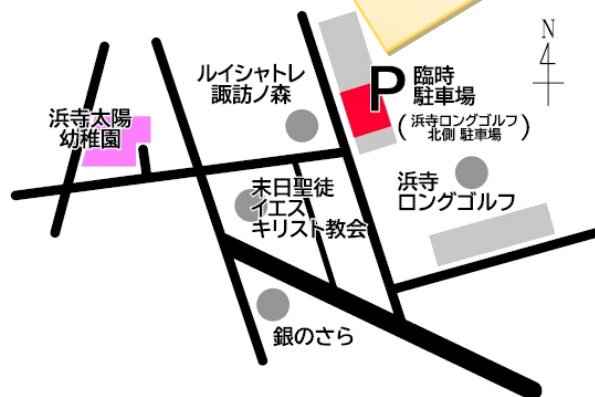 N
ルイシャトレ
諏訪ノ森
P
臨時
駐車場
(浜寺ロングゴルフ
北側 駐車場)
浜寺太陽
幼稚園
末日聖徒
イエス
キリスト教会
浜寺
ロングゴルフ
銀のさら